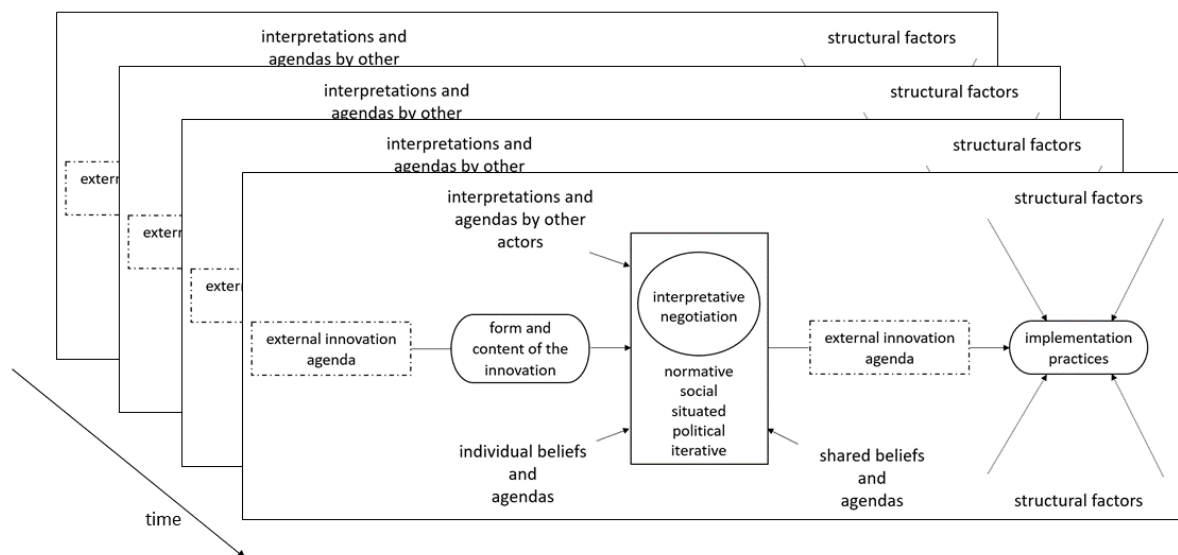 interpretations and
agendas by other
structural factors
interpretations and
agendas by other
structural factors
interpretations and
agendas by other
structural factors
extern
extern
extern
interpretations and
agendas by other
actors
structural factors
external innovation
agenda
form and
content of the
innovation
interpretative
negotiation
normative
social
situated
political
iterative
external innovation
agenda
implementation
practices
individual beliefs
and
agendas
shared beliefs
and
agendas
structural factors
time